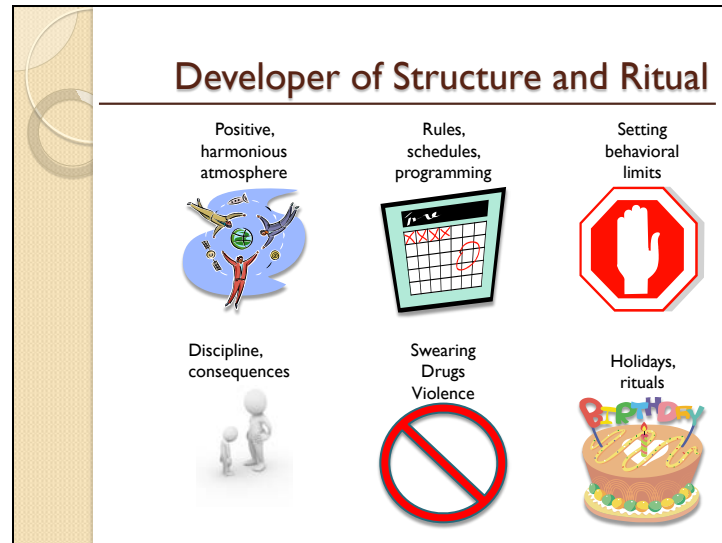 Developer of Structure and Ritual
Positive,
harmonious
atmosphere
Rules,
schedules,
programming
Setting
behavioral
limits
Discipline,
consequences
Swearing
Drugs
Violence
Holidays,
rituals
BIRTHDAY